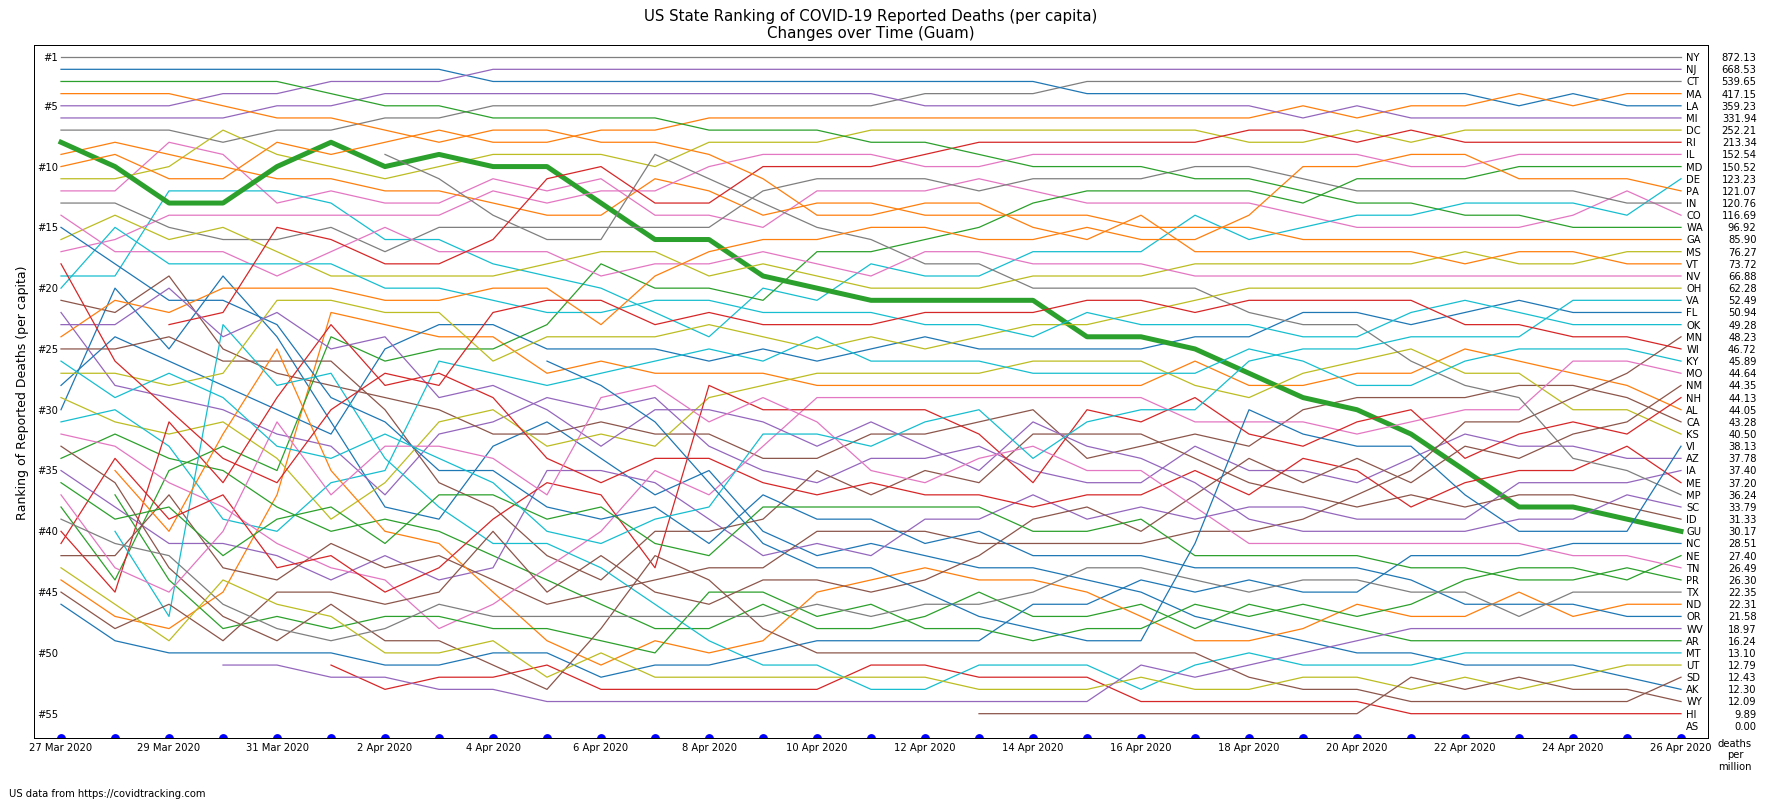 US State Ranking of COVID-19 Reported Deaths (per capita)
Changes over Time (Guam)
Ranking of Reported Deaths (per capita)
#1
#5
#10
#15
#20
#25
#30
#35
#40
#45
#50
#55
NY 872.13
NJ 668.53
CT 539.65
MA 417.15
LA 359.23
MI 331.94
DC 252.21
RI 213.34
IL 152.54
MD 150.52
DE 123.23
PA 121.07
IN 120.76
CO 116.69
WA 96.92
GA 85.90
MS 76.27
VT 73.72
NV 66.88
OH 62.28
VA 52.49
FL 50.94
OK 49.28
MN 48.23
WI 46.72
KY 45.89
MO 44.64
NM 44.35
NH 44.13
AL 44.05
CA 43.28
KS 40.50
VI 38.13
AZ 37.78
IA 37.40
ME 37.20
MP 36.24
SC 33.79
ID 31.33
GU 30.17
NC 28.51
NE 27.40
TN 26.49
PR 26.30
TX 22.35
ND 22.31
OR 21.58
WV 18.97
AR 16.24
MT 13.10
UT 12.79
SD 12.43
AK 12.30
WY 12.09
HI 9.89
AS 0.00
27 Mar 2020 29 Mar 2020 31 Mar 2020 2 Apr 2020 4 Apr 2020 6 Apr 2020 8 Apr 2020 10 Apr 2020 12 Apr 2020 14 Apr 2020 16 Apr 2020 18 Apr 2020 20 Apr 2020 22 Apr 2020 24 Apr 2020 26 Apr 2020
deaths
per
million
US data from https://covidtracking.com